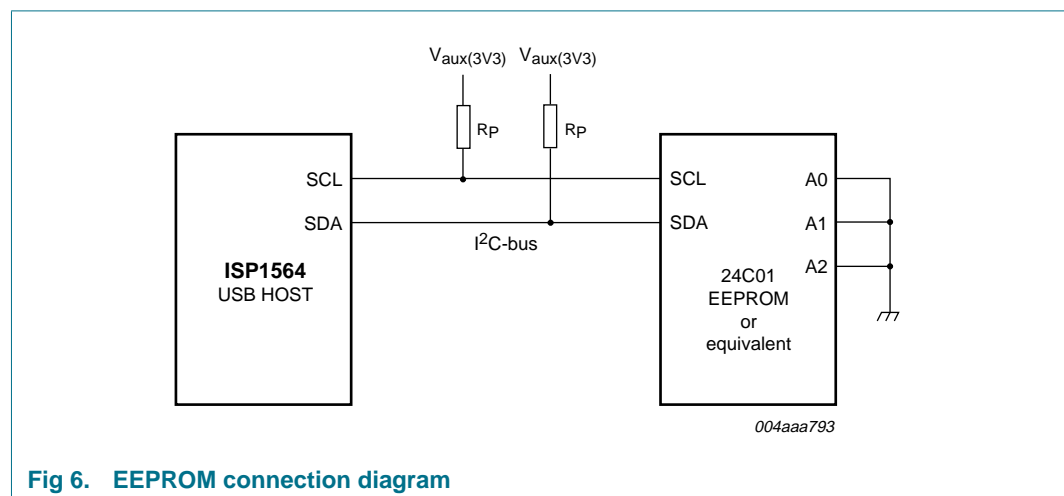 Vaux(3V3) Vaux(3V3)
RP RP
SCL SCL A0
SDA SDA A1
I2C-bus
A2
ISP1564
USB HOST
24C01
EEPROM
or
equivalent
004aaa793
Fig 6. EEPROM connection diagram